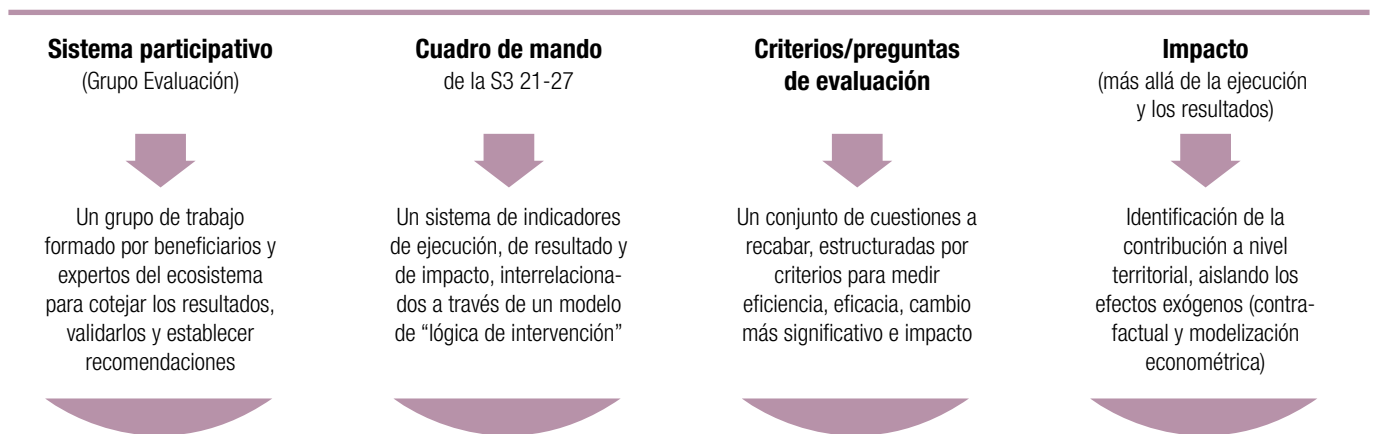 Sistema participativo
(Grupo Evaluación)
Un grupo de trabajo
formado por beneficiarios y
expertos del ecosistema
para cotejar los resultados,
validarlos y establecer
recomendaciones
Cuadro de mando
de la S3 21-27
Un sistema de indicadores
de ejecución, de resultado y
de impacto, interrelaciona-
dos a través de un modelo
de “lógica de intervención”
Criterios/preguntas
de evaluación
Un conjunto de cuestiones a
recabar, estructuradas por
criterios para medir
eficiencia, eficacia, cambio
más significativo e impacto
Impacto
(más allá de la ejecución
y los resultados)
Identificación de la
contribución a nivel
territorial, aislando los
efectos exógenos (contra-
factual y modelización
econométrica)